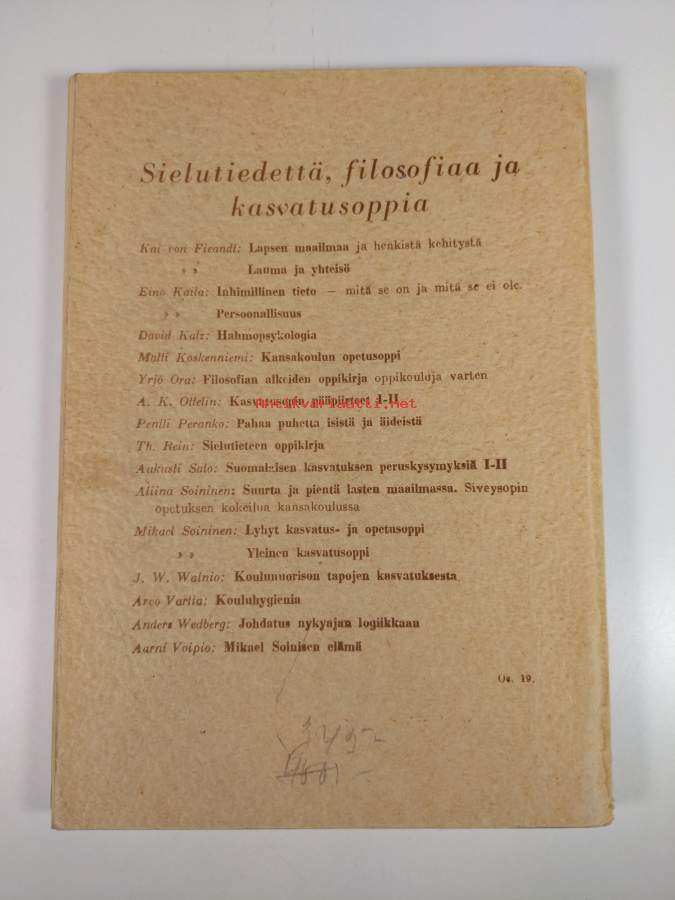 Sielutiedettä, filosofiaa ja
kasvatusoppia
Kai von Fieandt: Lapsen maailmaa ja henkistä kehitystä
» » Lauma ja yhteisö
Eino Kaila: Inhimillinen tieto — mitä se on ja mitä se ei ole.
» » Persoonallisuus
David Katz: Hahmopsykologia
Matti Koskenniemi: Kansakoulun opetusoppi
Yrjö Ora: Filosofian alkeiden oppikirja oppikouluja varten
A. K. Ottelin: Kasvatusopin pääpiirteet I-II
Antikvariaatti.net
Pentti Peranko: Pahaa puhetta isistä ja äideistä
Th. Rein: Sielutieteen oppikirja
Aukusti Salo: Suomalaisen kasvatuksen peruskysymyksiä I-II
Aliina Soininen: Suurta ja pientä lasten maailmassa. Siveysopin
opetuksen kokeilua kansakoulussa
Mikael Soininen: Lyhyt kasvatus- ja opetusoppi
» » Yleinen kasvatusoppi
J. W. Wainio: Koulunuorison tapojen kasvatuksesta
Arvo Vartia: Kouluhygienia
Anders Wedberg: Johdatus nykyajan logiikkaan
Aarni Voipio: Mikael Soinisen elämä
Os. 19.